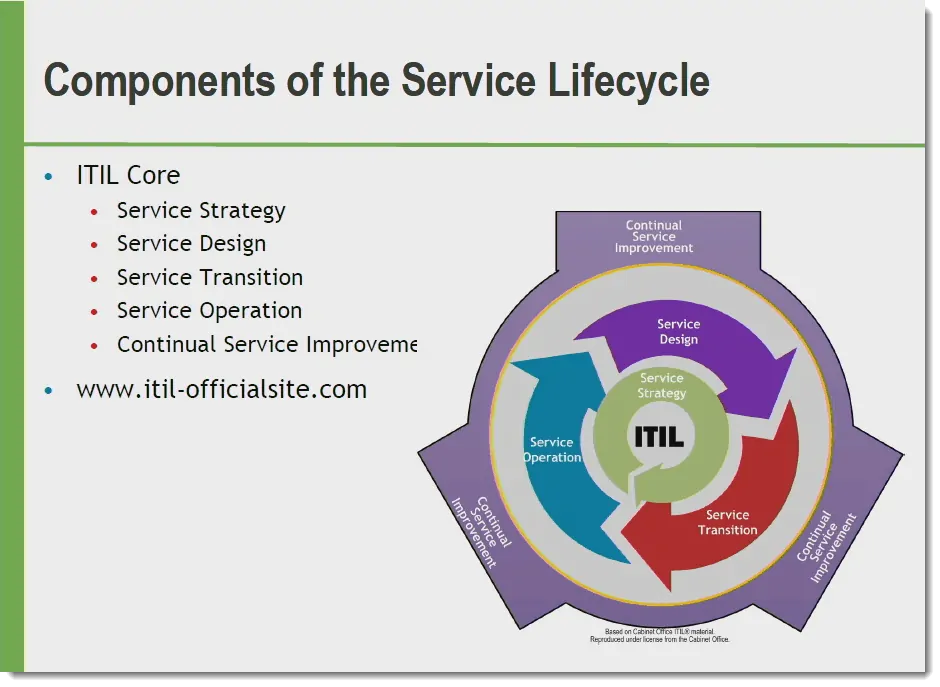 Components of the Service Lifecycle
ITIL Core
Service Strategy
Service Design
Service Transition
Service Operation
Continual Service Improveme
www.itil-officialsite.com
Continual
Service
Improvement
Service
Design
Service
Strategy
ITIL
Service
Operation
Service
Transition
Continual
Service
Improvement
Continual
Service
Improvement
Based on Cabinet Office ITIL® material.
Reproduced under license from the Cabinet Office.